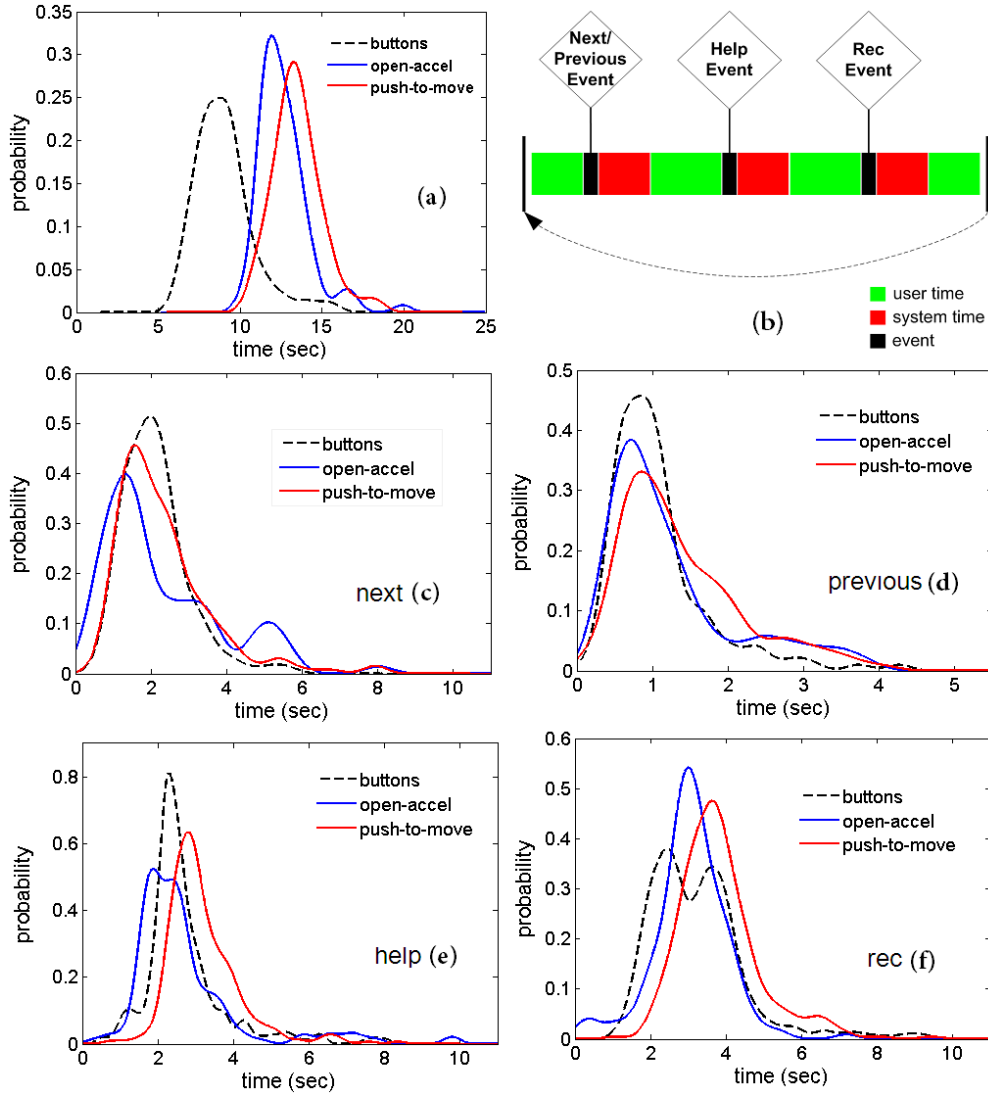 0.35
0.3
0.25
0.2
0.15
0.1
0.05
0
probability
0 5 10 15 20 25
time (sec)
buttons
open-accel
push-to-move
(a)
Next/
Previous
Event
Help
Event
Rec
Event
user time
system time
event
(b)
0.6
0.5
0.4
0.3
0.2
0.1
0
probability
0 2 4 6 8 10
time (sec)
buttons
open-accel
push-to-move
next (c)
0.5
0.4
0.3
0.2
0.1
0
probability
0 1 2 3 4 5
time (sec)
buttons
open-accel
push-to-move
previous (d)
0.8
0.6
0.4
0.2
0
probability
0 2 4 6 8 10
time (sec)
buttons
open-accel
push-to-move
help (e)
0.6
0.5
0.4
0.3
0.2
0.1
0
probability
0 2 4 6 8 10
time (sec)
buttons
open-accel
push-to-move
rec (f)